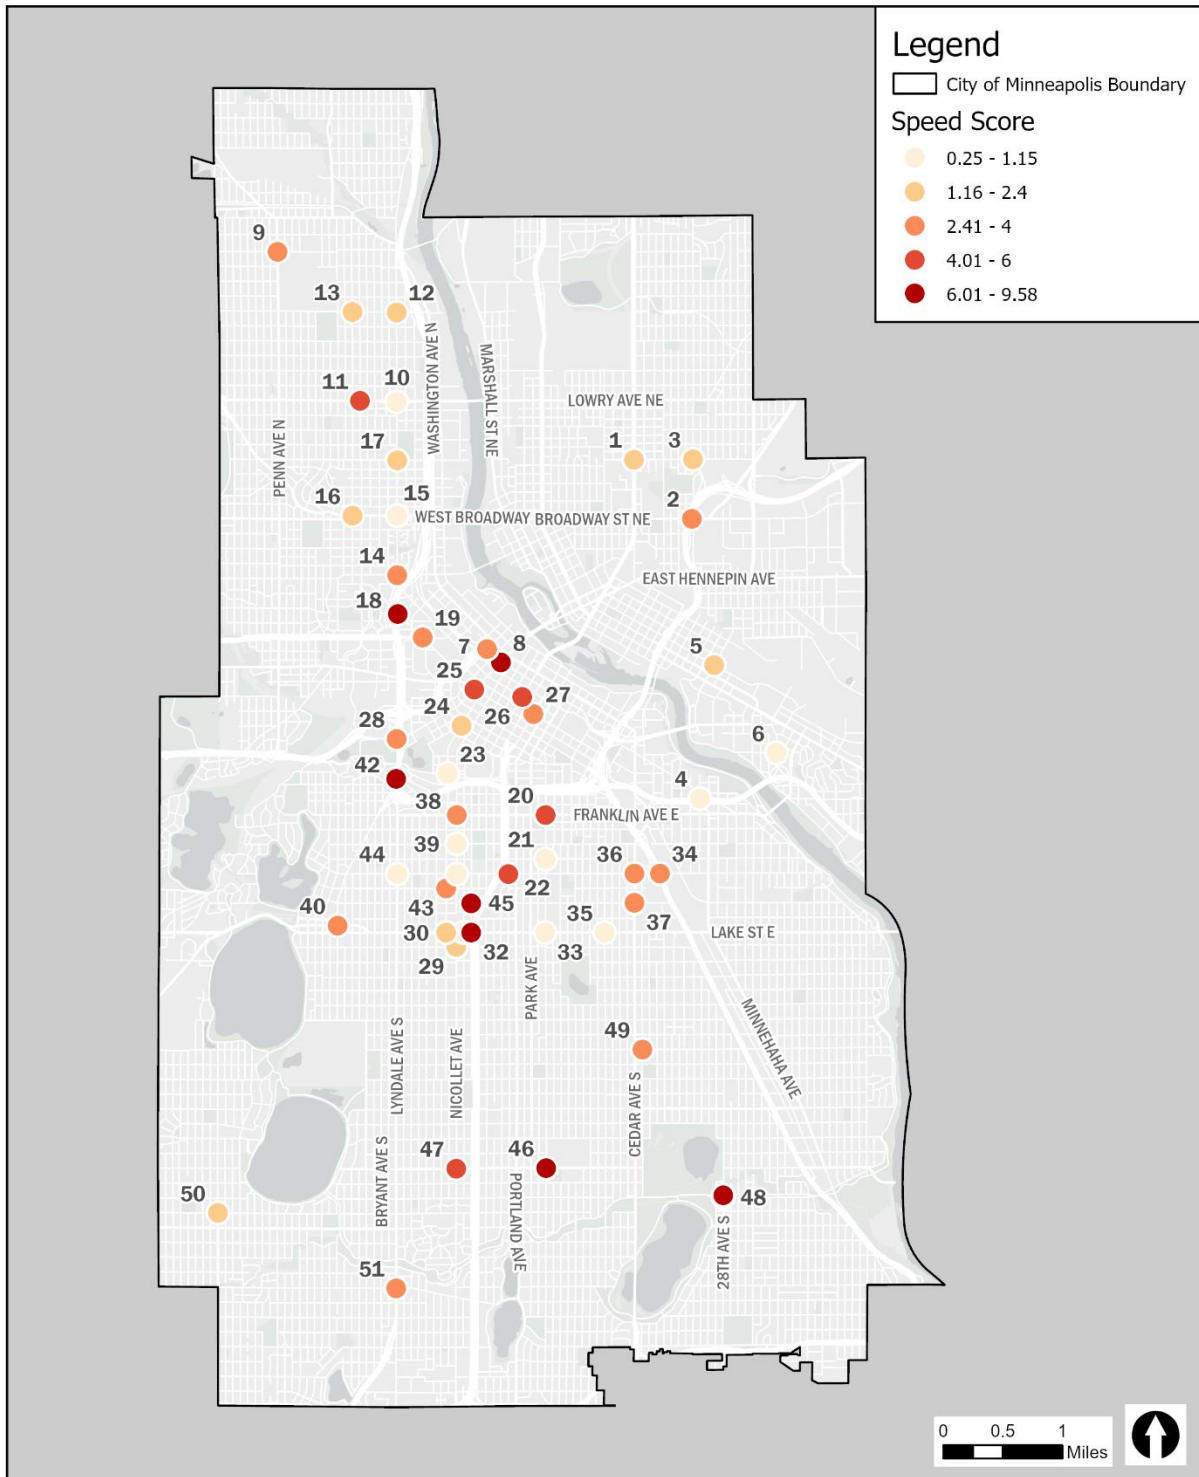 Legend
City of Minneapolis Boundary
Speed Score
0.25 - 1.15
1.16 - 2.4
2.41 - 4
4.01 - 6
6.01 - 9.58
9
13
12
WASHINGTON AVE N
MARSHALL ST NE
11
10
LOWRY AVE NE
PENN AVE N
17
1
3
16
15
2
WEST BROADWAY
BROADWAY ST NE
14
EAST HENNEPIN AVE
18
19
7
8
5
25
24
26
27
28
23
6
42
4
38
20
FRANKLIN AVE E
39
21
44
36
34
22
40
43
45
35
37
30
32
33
LAKE ST E
29
PARK AVE
MINNEHAHA AVE
49
LYNDALE AVE S
NICOLLET AVE
CEDAR AVE S
47
46
BRYANT AVE S
PORTLAND AVE
50
48
28TH AVE S
51
0 0.5 1
Miles